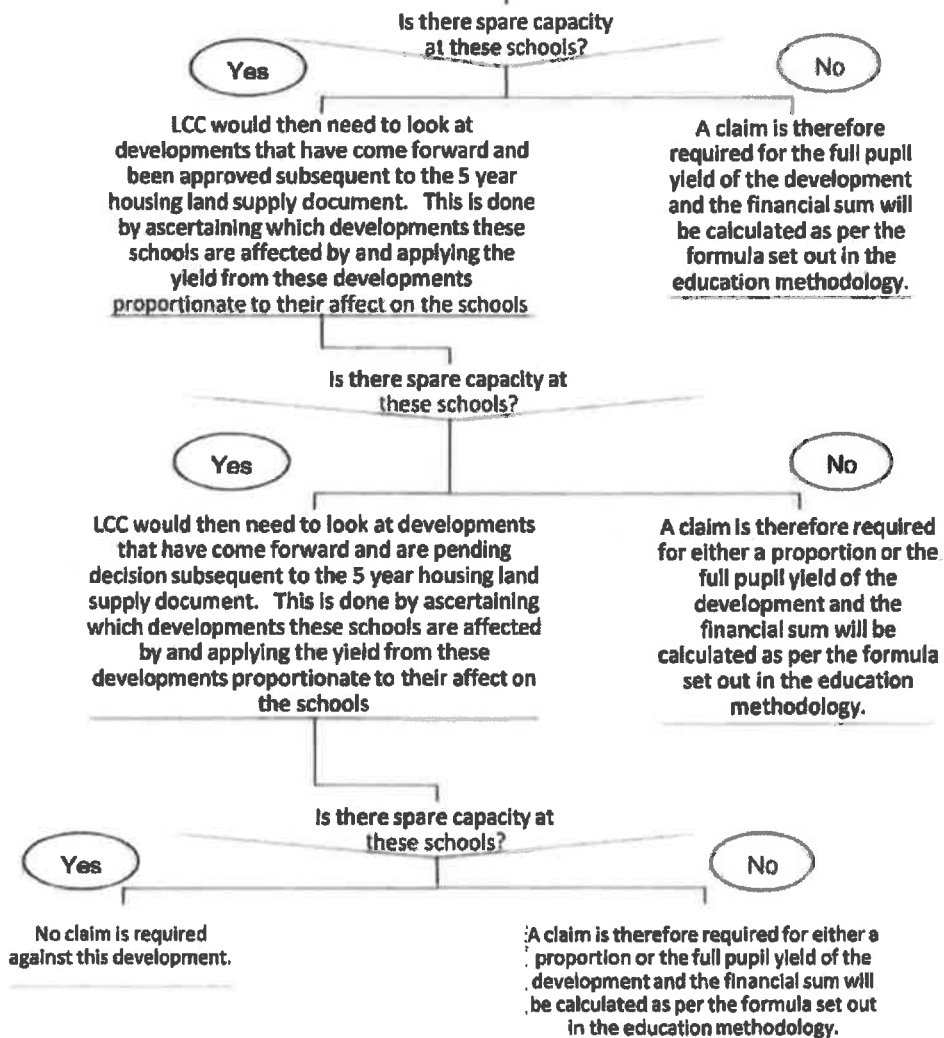 Is there spare capacity
at these schools?
Yes
No
LCC would then need to look at
developments that have come forward and
been approved subsequent to the 5 year
housing land supply document. This is done
by ascertaining which developments these
schools are affected by and applying the
yield from these developments
proportionate to their affect on the schools
A claim is therefore
required for the full pupil
yield of the development
and the financial sum will
be calculated as per the
formula set out in the
education methodology.
Is there spare capacity at
these schools?
Yes
No
LCC would then need to look at developments
that have come forward and are pending
decision subsequent to the 5 year housing land
supply document. This is done by ascertaining
which developments these schools are affected
by and applying the yield from these
developments proportionate to their affect on
the schools
A claim is therefore required
for either a proportion or the
full pupil yield of the
development and the
financial sum will be
calculated as per the formula
set out in the education
methodology.
Is there spare capacity at
these schools?
Yes
No
No claim is required
against this development.
A claim is therefore required for either a
proportion or the full pupil yield of the
development and the financial sum will
be calculated as per the formula set out
in the education methodology.